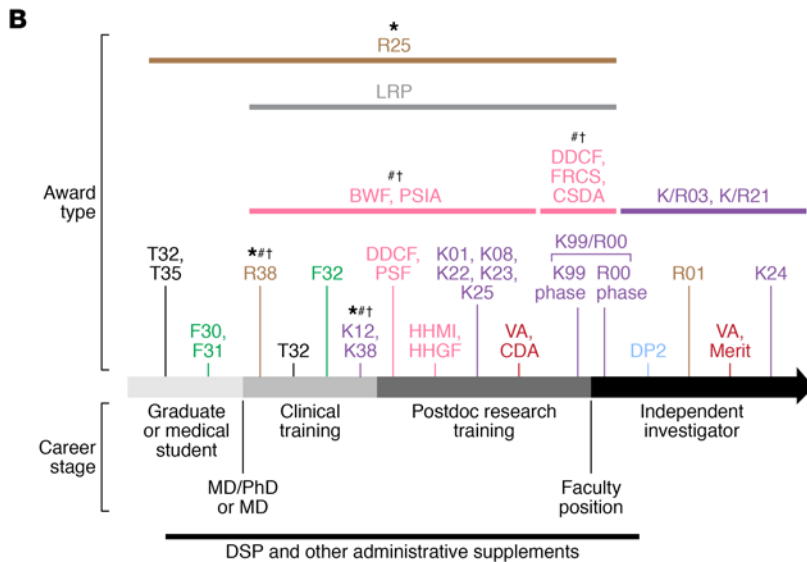 B
*
R25
LRP
#†
DDCF,
FRCS,
CSDA
#†
BWF, PSIA
K/R03, K/R21
Award
type
T32,
T35
*#†
R38
F32
DDCF,
PSF
K01, K08,
K22, K23,
K25
K99/R00
K99
phase
R00
phase
R01
K24
F30,
F31
T32
*#†
K12,
K38
HHMI,
HHGF
VA,
CDA
DP2
VA,
Merit
Career
stage
Graduate
or medical
student
Clinical
training
Postdoc research
training
Independent
investigator
MD/PhD
or MD
Faculty
position
DSP and other administrative supplements